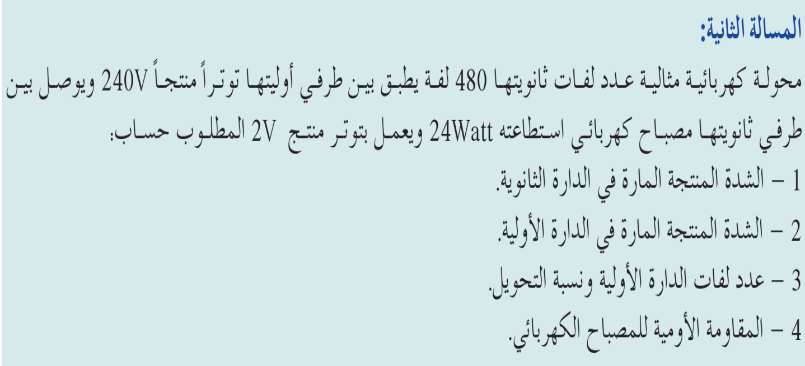 المسالة الثانية:
محولة كهربائية مثالية عدد لفات ثانويتها 480 لفة يطبق بين طرفي أوليتها توتراً منتجاً 240V ويوصل بين
طرفي ثانويتها مصباح كهربائي استطاعته 24Watt ويعمل بتوتر منتج 2V المطلوب حساب:
1 – الشدة المنتجة المارة في الدارة الثانوية.
2 – الشدة المنتجة المارة في الدارة الأولية.
3 – عدد لفات الدارة الأولية ونسبة التحويل.
4 – المقاومة الأومية للمصباح الكهربائي.